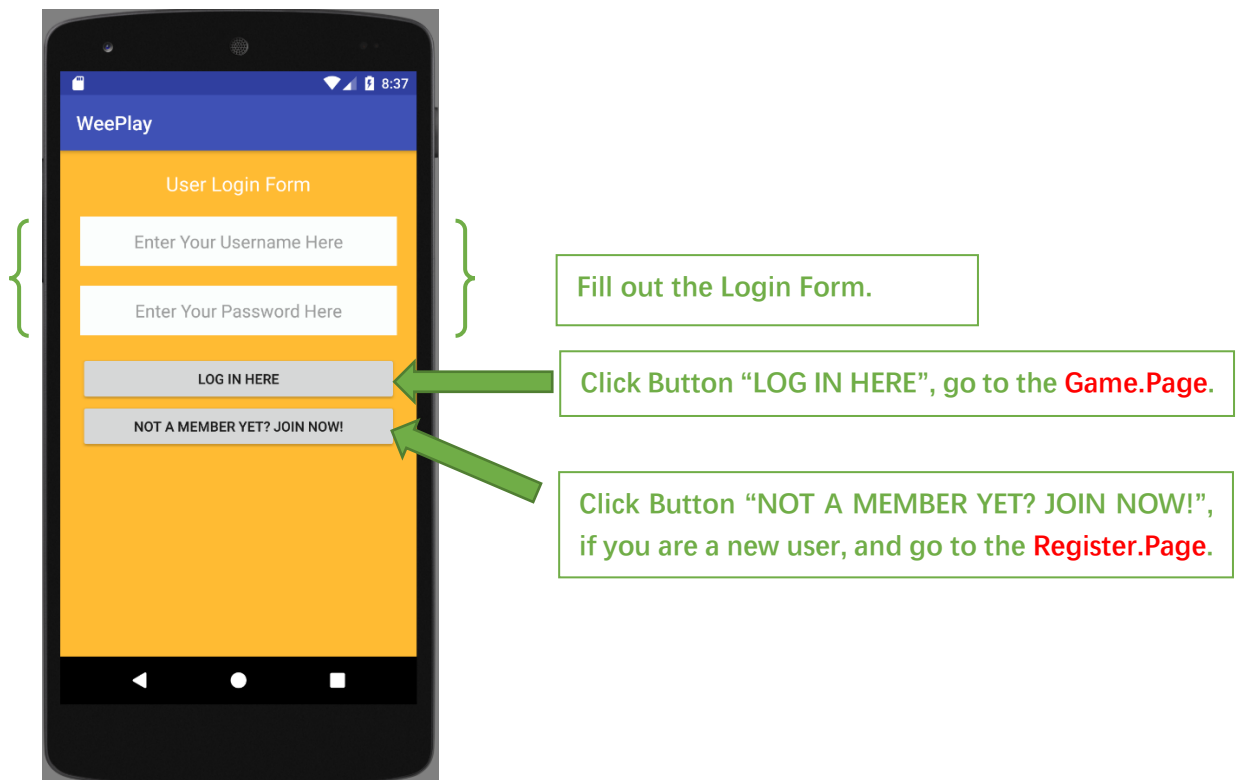 8:37
WeePlay
User Login Form
Enter Your Username Here
Enter Your Password Here
LOG IN HERE
NOT A MEMBER YET? JOIN NOW!
Fill out the Login Form.
Click Button “LOG IN HERE”, go to the Game.Page.
Click Button “NOT A MEMBER YET? JOIN NOW!”,
if you are a new user, and go to the Register.Page.